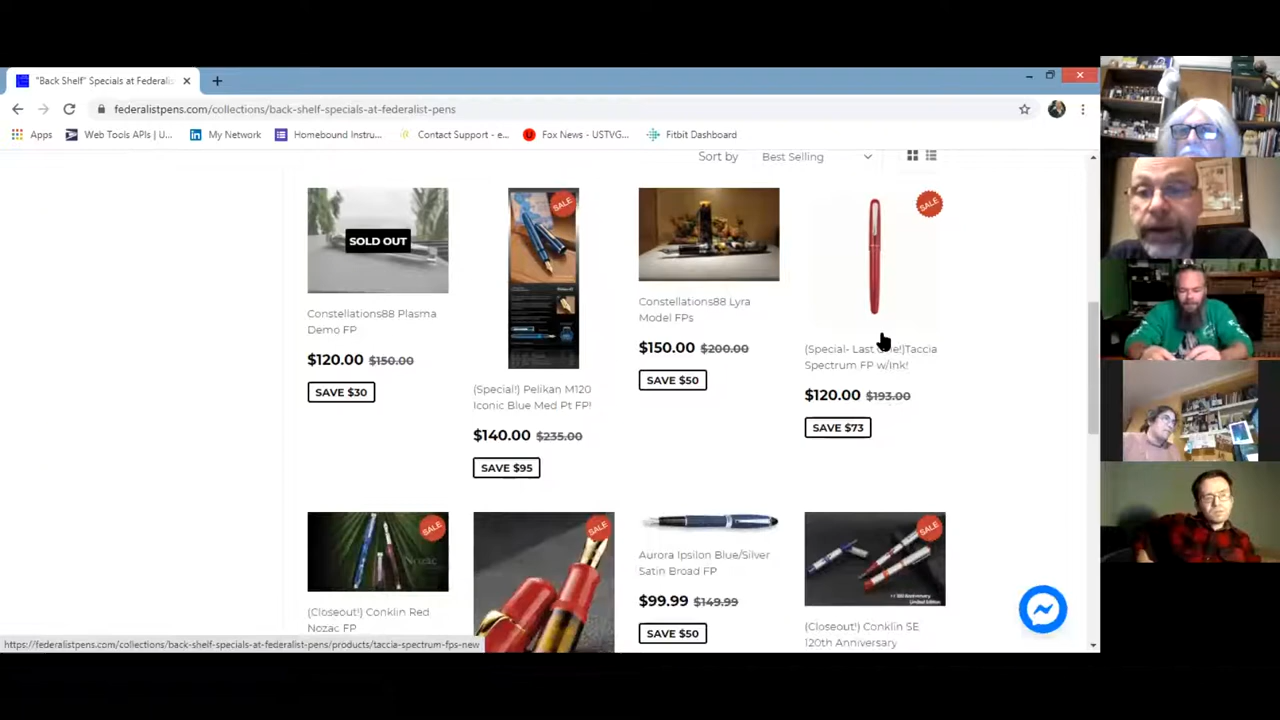 "Back Shelf" Specials at Federalis
federalistpens.com/collections/back-shelf-specials-at-federalist-pens
Apps
Web Tools APIs | U...
My Network
Homebound Instru...
Contact Support - e...
Fox News - USTVG...
Fitbit Dashboard
Sort by
Best Selling
SOLD OUT
Constellations88 Plasma
Demo FP
$120.00 $150.00
SAVE $30
SALE
(Special!) Pelikan M120
Iconic Blue Med Pt FP!
$140.00 $235.00
SAVE $95
Constellations88 Lyra
Model FPs
$150.00 $200.00
SAVE $50
SALE
(Special- Last One!)Taccia
Spectrum FP w/ink!
$120.00 $193.00
SAVE $73
SALE
(Closeout!) Conklin Red
Nozac FP
SALE
Aurora Ipsilon Blue/Silver
Satin Broad FP
$99.99 $149.99
SAVE $50
SALE
(Closeout!) Conklin SE
120th Anniversary
https://federalistpens.com/collections/back-shelf-specials-at-federalist-pens/products/taccia-spectrum-fps-new